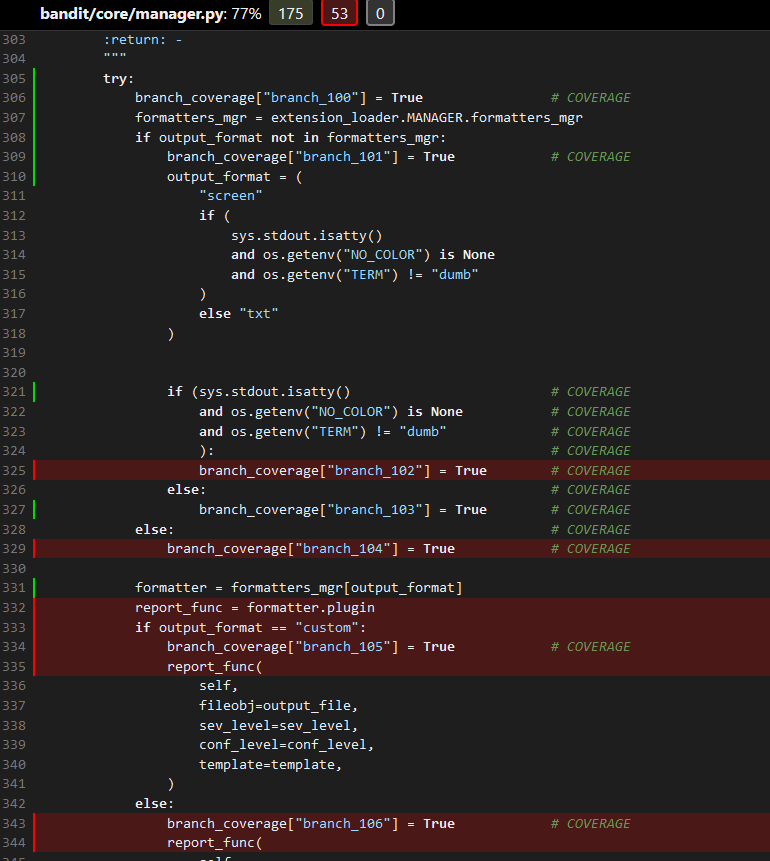 bandit/core/manager.py: 77% 175 53 0
303 :return: -
304 """
305 try:
306 branch_coverage["branch_100"] = True # COVERAGE
307 formatters_mgr = extension_loader.MANAGER.formatters_mgr
308 if output_format not in formatters_mgr:
309 branch_coverage["branch_101"] = True # COVERAGE
310 output_format = (
311 "screen"
312 if (
313 sys.stdout.isatty()
314 and os.getenv("NO_COLOR") is None
315 and os.getenv("TERM") != "dumb"
316 )
317 else "txt"
318 )
319
320
321 if (sys.stdout.isatty() # COVERAGE
322 and os.getenv("NO_COLOR") is None # COVERAGE
323 and os.getenv("TERM") != "dumb" # COVERAGE
324 ): # COVERAGE
325 branch_coverage["branch_102"] = True # COVERAGE
326 else: # COVERAGE
327 branch_coverage["branch_103"] = True # COVERAGE
328 else: # COVERAGE
329 branch_coverage["branch_104"] = True # COVERAGE
330
331 formatter = formatters_mgr[output_format]
332 report_func = formatter.plugin
333 if output_format == "custom":
334 branch_coverage["branch_105"] = True # COVERAGE
335 report_func(
336 self,
337 fileobj=output_file,
338 sev_level=sev_level,
339 conf_level=conf_level,
340 template=template,
341 )
342 else:
343 branch_coverage["branch_106"] = True # COVERAGE
344 report_func(